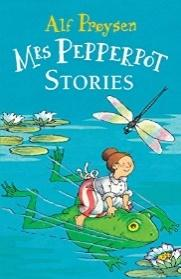 Alf Prøysen
MRS PEPPERPOT
STORIES